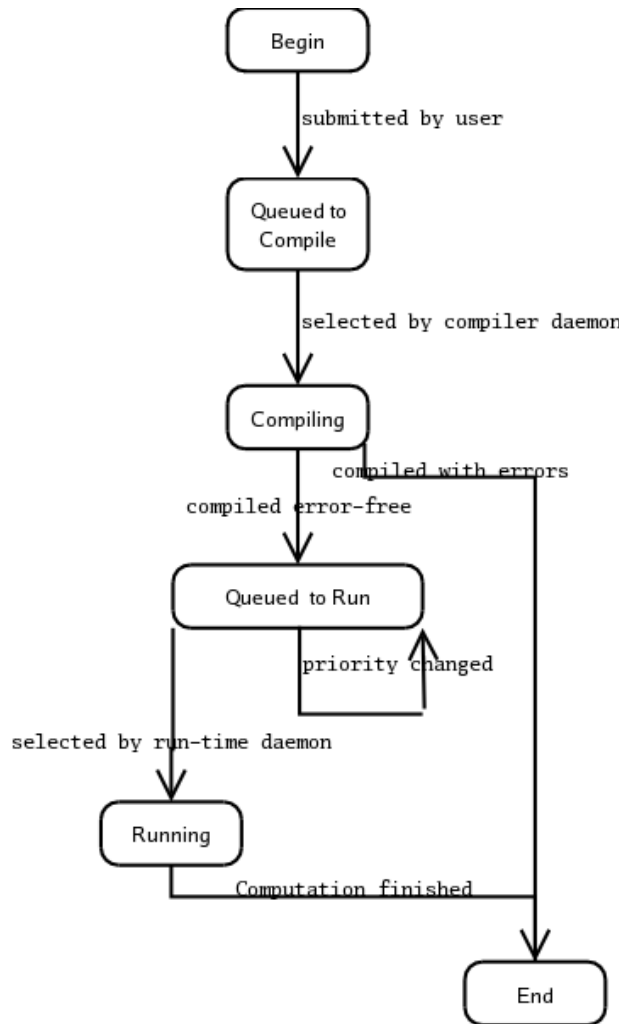 Begin
submitted by user
Queued to
Compile
selected by compiler daemon
Compiling
compiled with errors
compiled error-free
Queued to Run
priority changed
selected by run-time daemon
Running
Computation finished
End